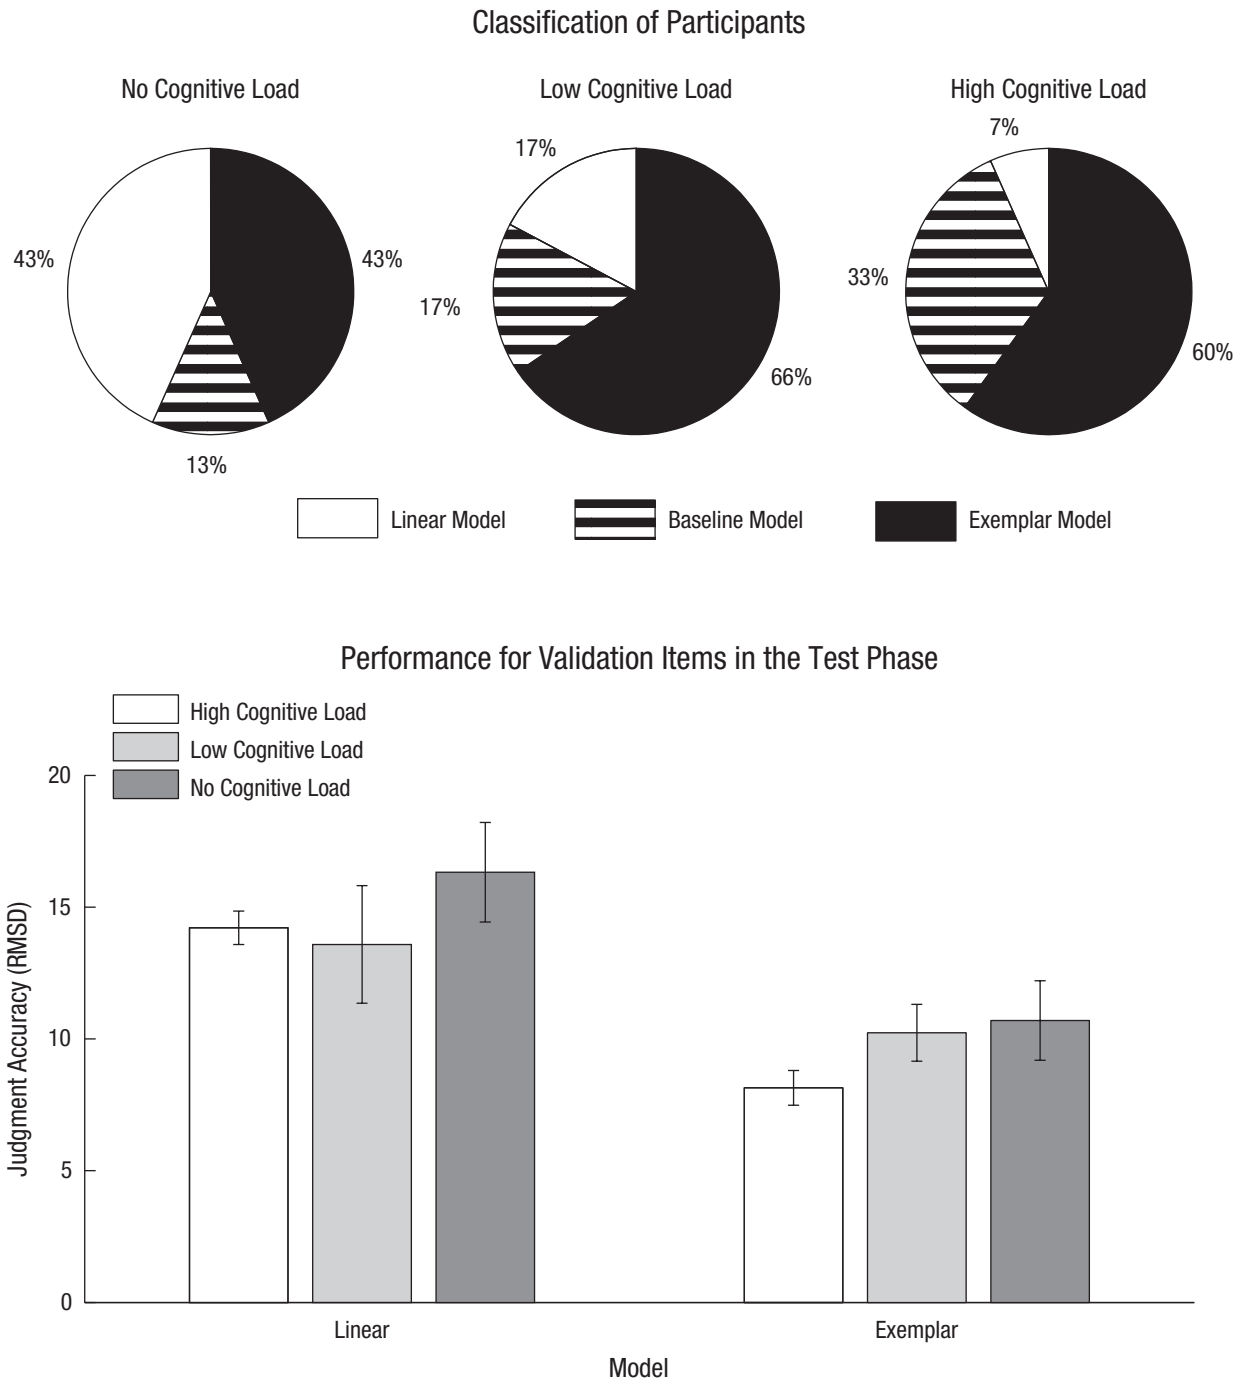 Classification of Participants
No Cognitive Load
Low Cognitive Load
High Cognitive Load
43%
43%
13%
17%
17%
66%
7%
33%
60%
Linear Model
Baseline Model
Exemplar Model
Performance for Validation Items in the Test Phase
High Cognitive Load
Low Cognitive Load
No Cognitive Load
Judgment Accuracy (RMSD)
20
15
10
5
0
Linear
Exemplar
Model